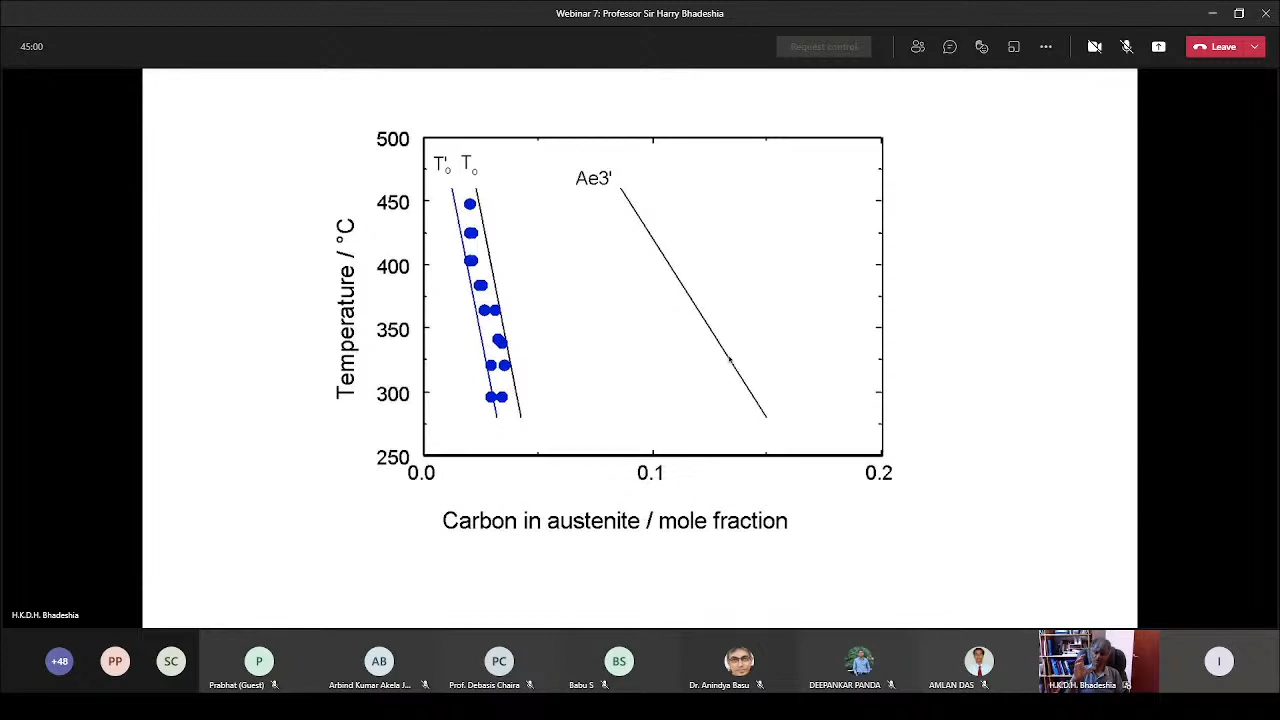 Webinar 7: Professor Sir Harry Bhadeshia
45:00
Request control
Leave
500
T'o To
Ae3'
450
400
350
300
250
Temperature / °C
0.0 0.1 0.2
Carbon in austenite / mole fraction
H.K.D.H. Bhadeshia
+48 PP SC P AB PC BS I
Prabhat (Guest) Arbind Kumar Akela J... Prof. Debasis Chaira Babu S Dr. Anindya Basu DEEPANKAR PANDA AMLAN DAS H.K.D.H. Bhadeshia